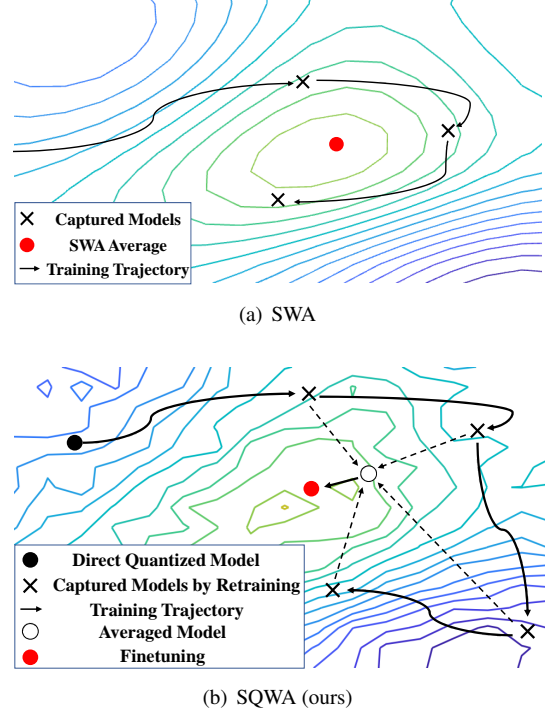 Captured Models
SWA Average
Training Trajectory
(a) SWA
Direct Quantized Model
Captured Models by Retraining
Training Trajectory
Averaged Model
Finetuning
(b) SQWA (ours)